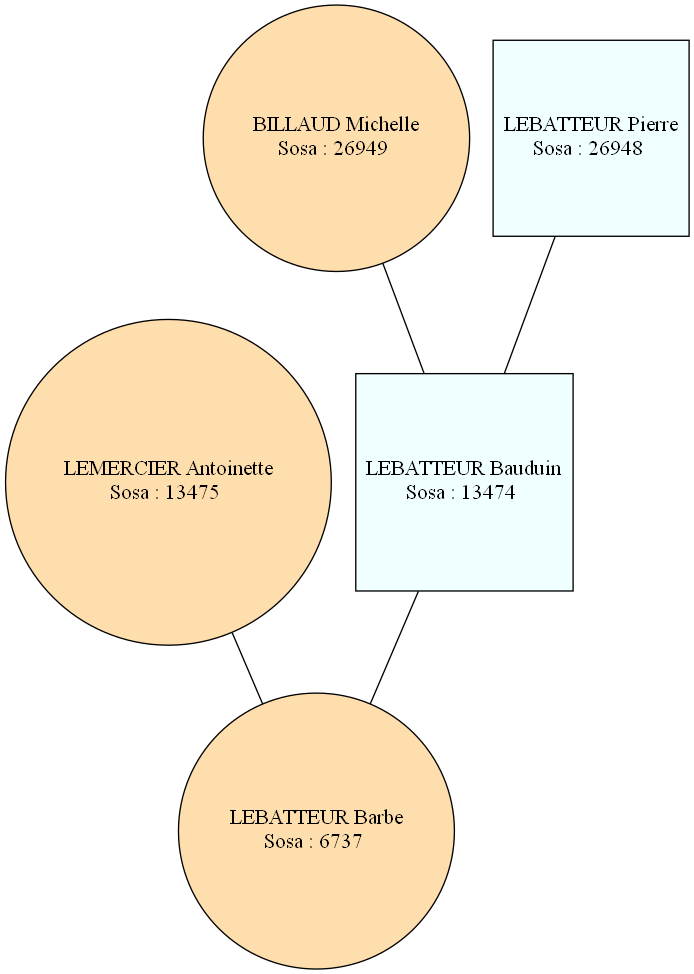 BILLAUD Michelle
Sosa : 26949
LEBATTEUR Pierre
Sosa : 26948
LEMERCIER Antoinette
Sosa : 13475
LEBATTEUR Bauduin
Sosa : 13474
LEBATTEUR Barbe
Sosa : 6737